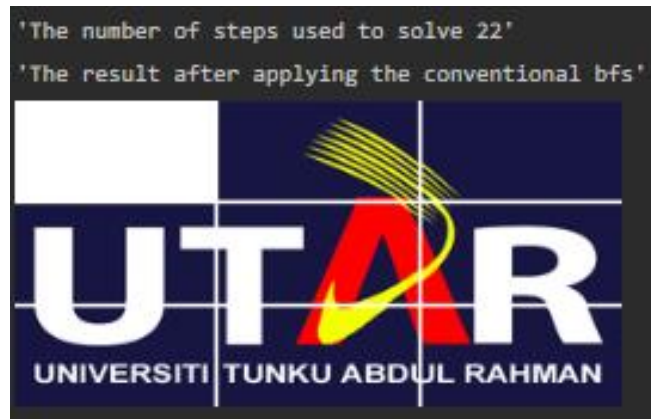 'The number of steps used to solve 22'
'The result after applying the conventional bfs'
UTAR
UNIVERSITI TUNKU ABDUL RAHMAN